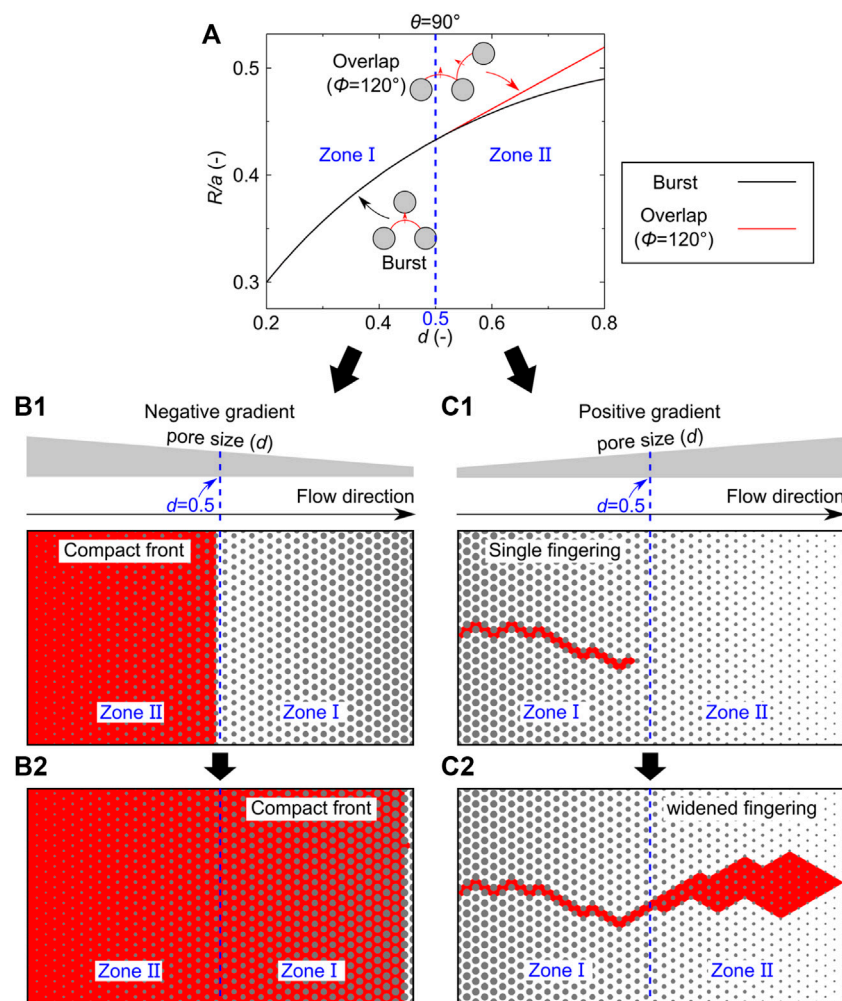 A
θ=90°
Overlap
(Φ=120°)
Zone I
Zone II
Burst
R/a (-)
0.5
0.4
0.3
0.2
0.4
0.5
0.6
0.8
d (-)
Burst
Overlap
(Φ=120°)
B1
Negative gradient
pore size (d)
d=0.5
Flow direction
Compact front
Zone II
Zone I
B2
Compact front
Zone II
Zone I
C1
Positive gradient
pore size (d)
d=0.5
Flow direction
Single fingering
Zone I
Zone II
C2
widened fingering
Zone I
Zone II